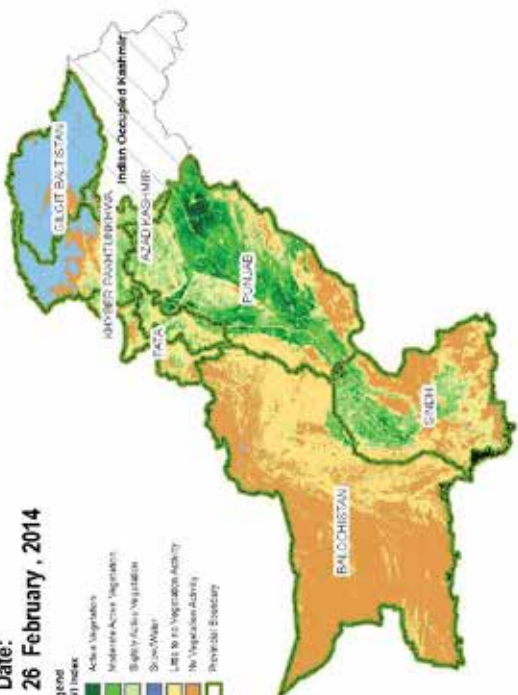 Date:
26 February , 2014
Legend
Active Vegetation
Moderate Active Vegetation
Slightly Active Vegetation
Snow/Water
Little to no Vegetation Activity
No Vegetation Activity
Provincial Boundary
GILGIT BALTISTAN
Indian Occupied Kashmir
KHYBER PAKHTUNKHWA
AZAD KASHMIR
FATA
PUNJAB
BALOCHISTAN
SINDH